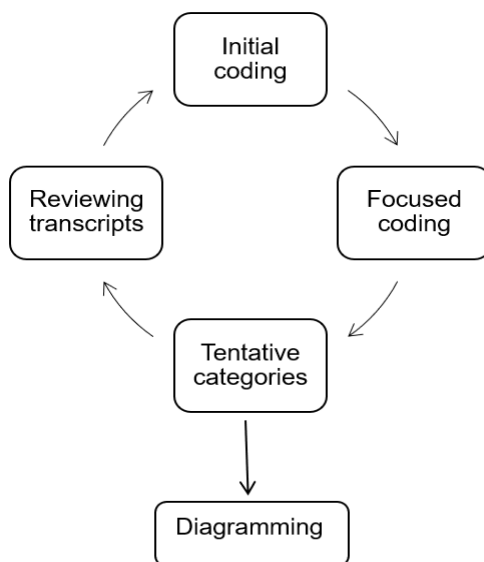 Initial
coding
Reviewing
transcripts
Focused
coding
Tentative
categories
Diagramming